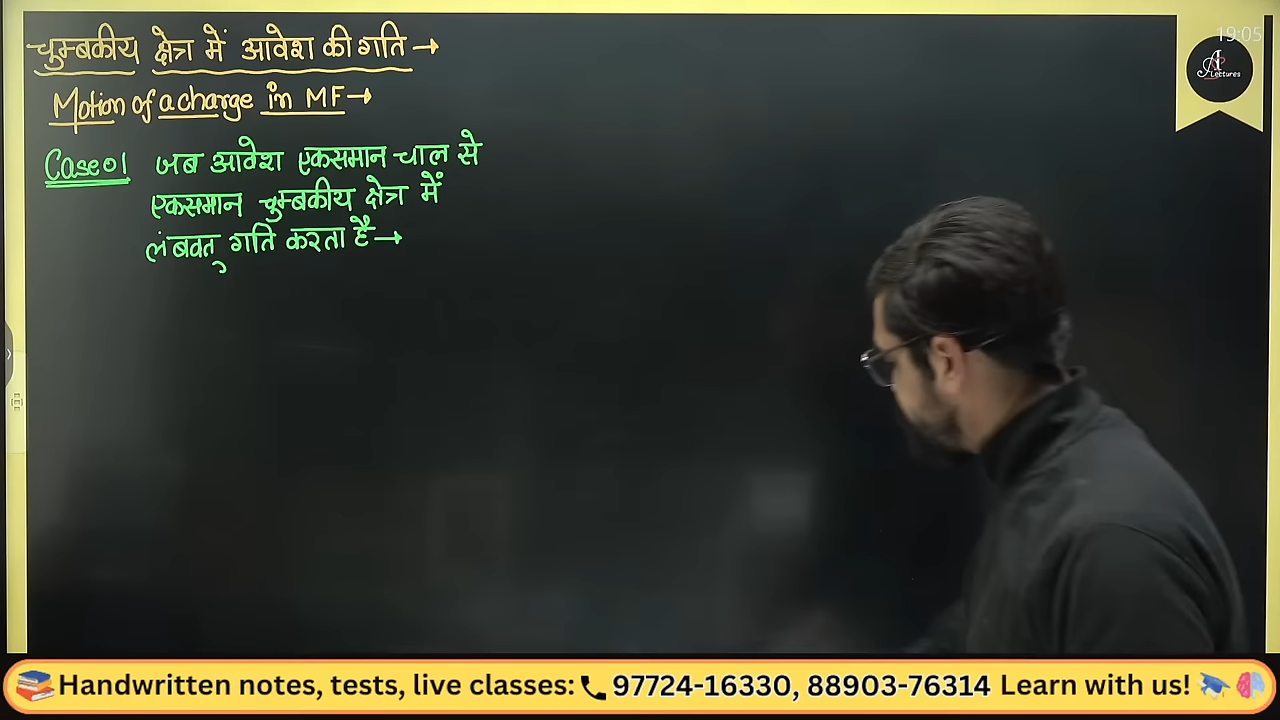 चुम्बकीय क्षेत्र में आवेश की गति →
Motion of a charge in MF →
Case 01 जब आवेश एकसमान चाल से
एकसमान चुम्बकीय क्षेत्र में
लंबवत् गति करता है →
19:05
A Lectures
📚Handwritten notes, tests, live classes: 📞97724-16330, 88903-76314 Learn with us! 🎓🧠